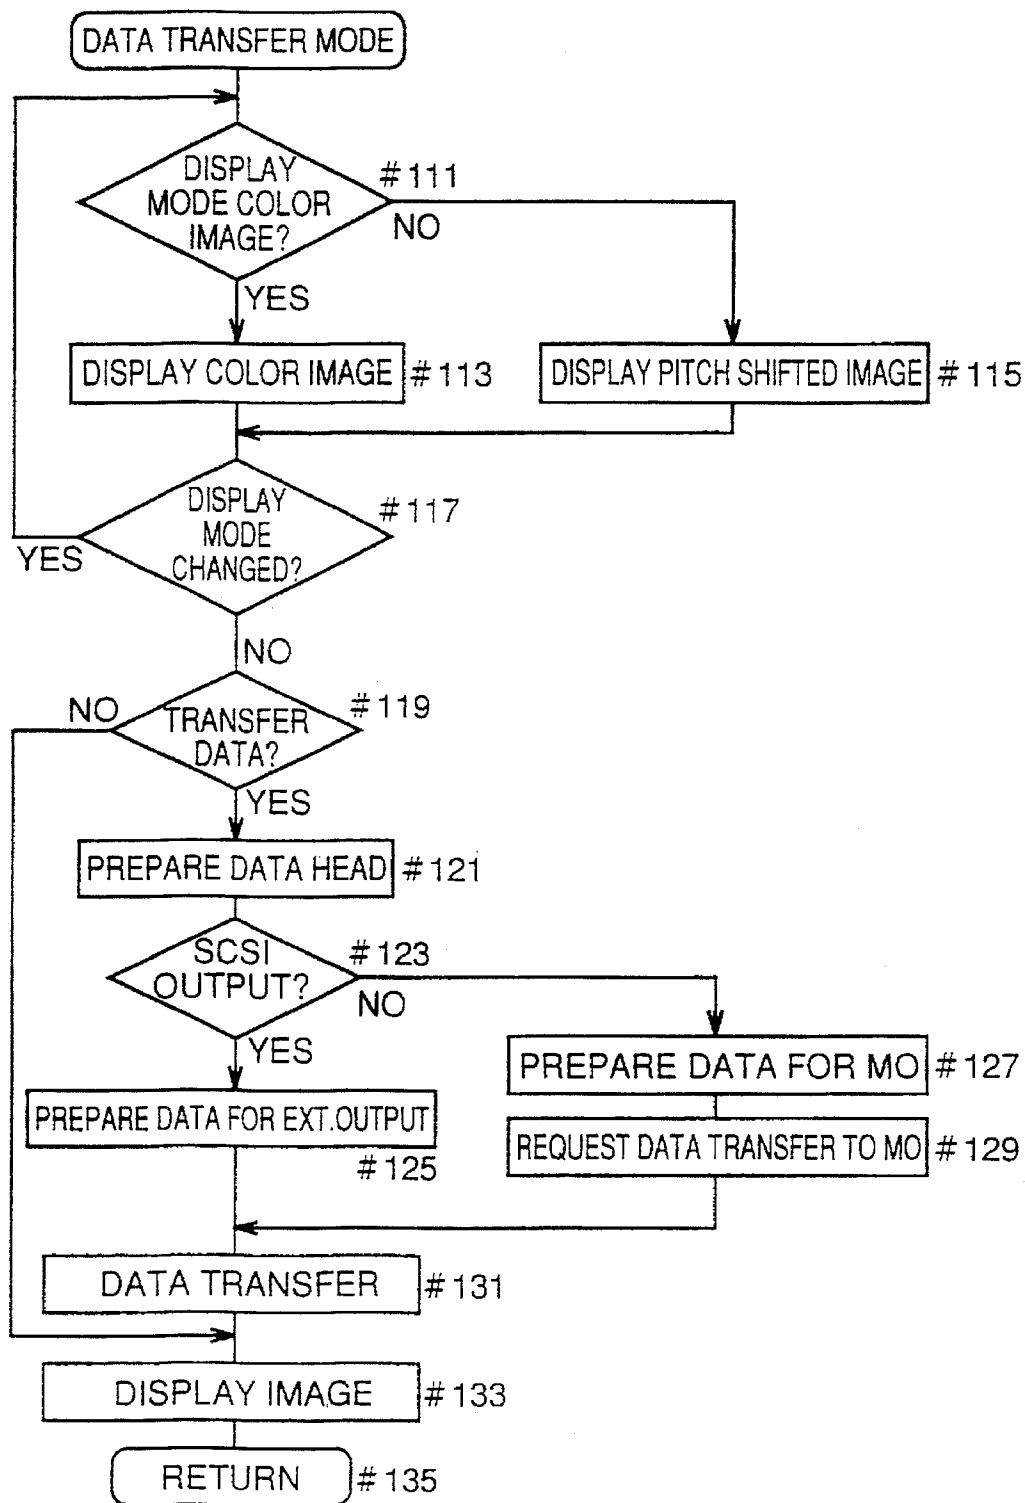 DATA TRANSFER MODE
DISPLAY
MODE COLOR
IMAGE?
#111
NO
YES
DISPLAY COLOR IMAGE
#113
DISPLAY PITCH SHIFTED IMAGE
#115
DISPLAY
MODE
CHANGED?
#117
YES
NO
NO
TRANSFER
DATA?
#119
YES
PREPARE DATA HEAD
#121
SCSI
OUTPUT?
#123
NO
YES
PREPARE DATA FOR MO
#127
PREPARE DATA FOR EXT.OUTPUT
#125
REQUEST DATA TRANSFER TO MO
#129
DATA TRANSFER
#131
DISPLAY IMAGE
#133
RETURN
#135